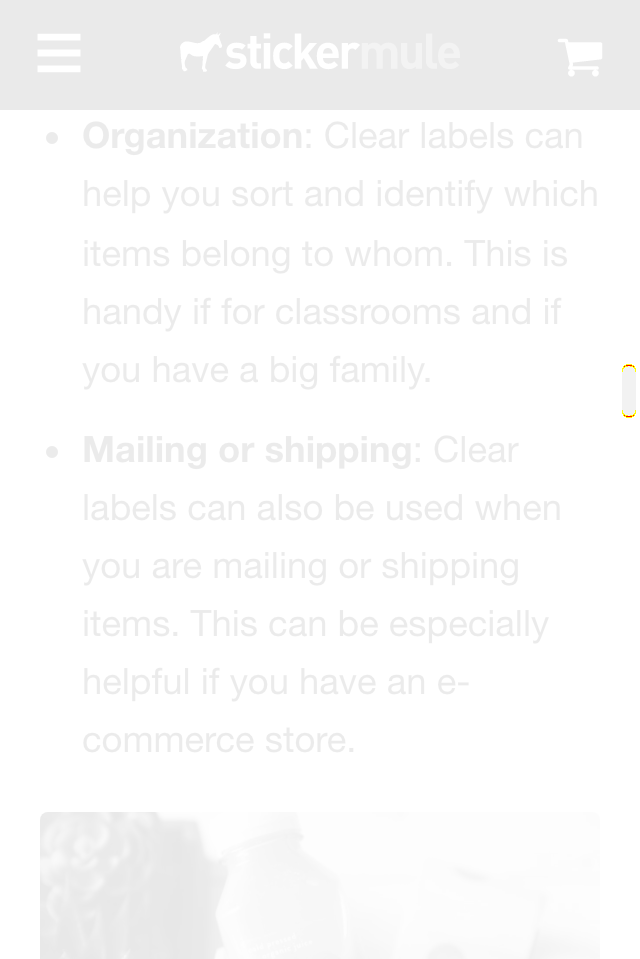 stickermule
• Organization: Clear labels can
help you sort and identify which
items belong to whom. This is
handy if for classrooms and if
you have a big family.
• Mailing or shipping: Clear
labels can also be used when
you are mailing or shipping
items. This can be especially
helpful if you have an e-
commerce store.